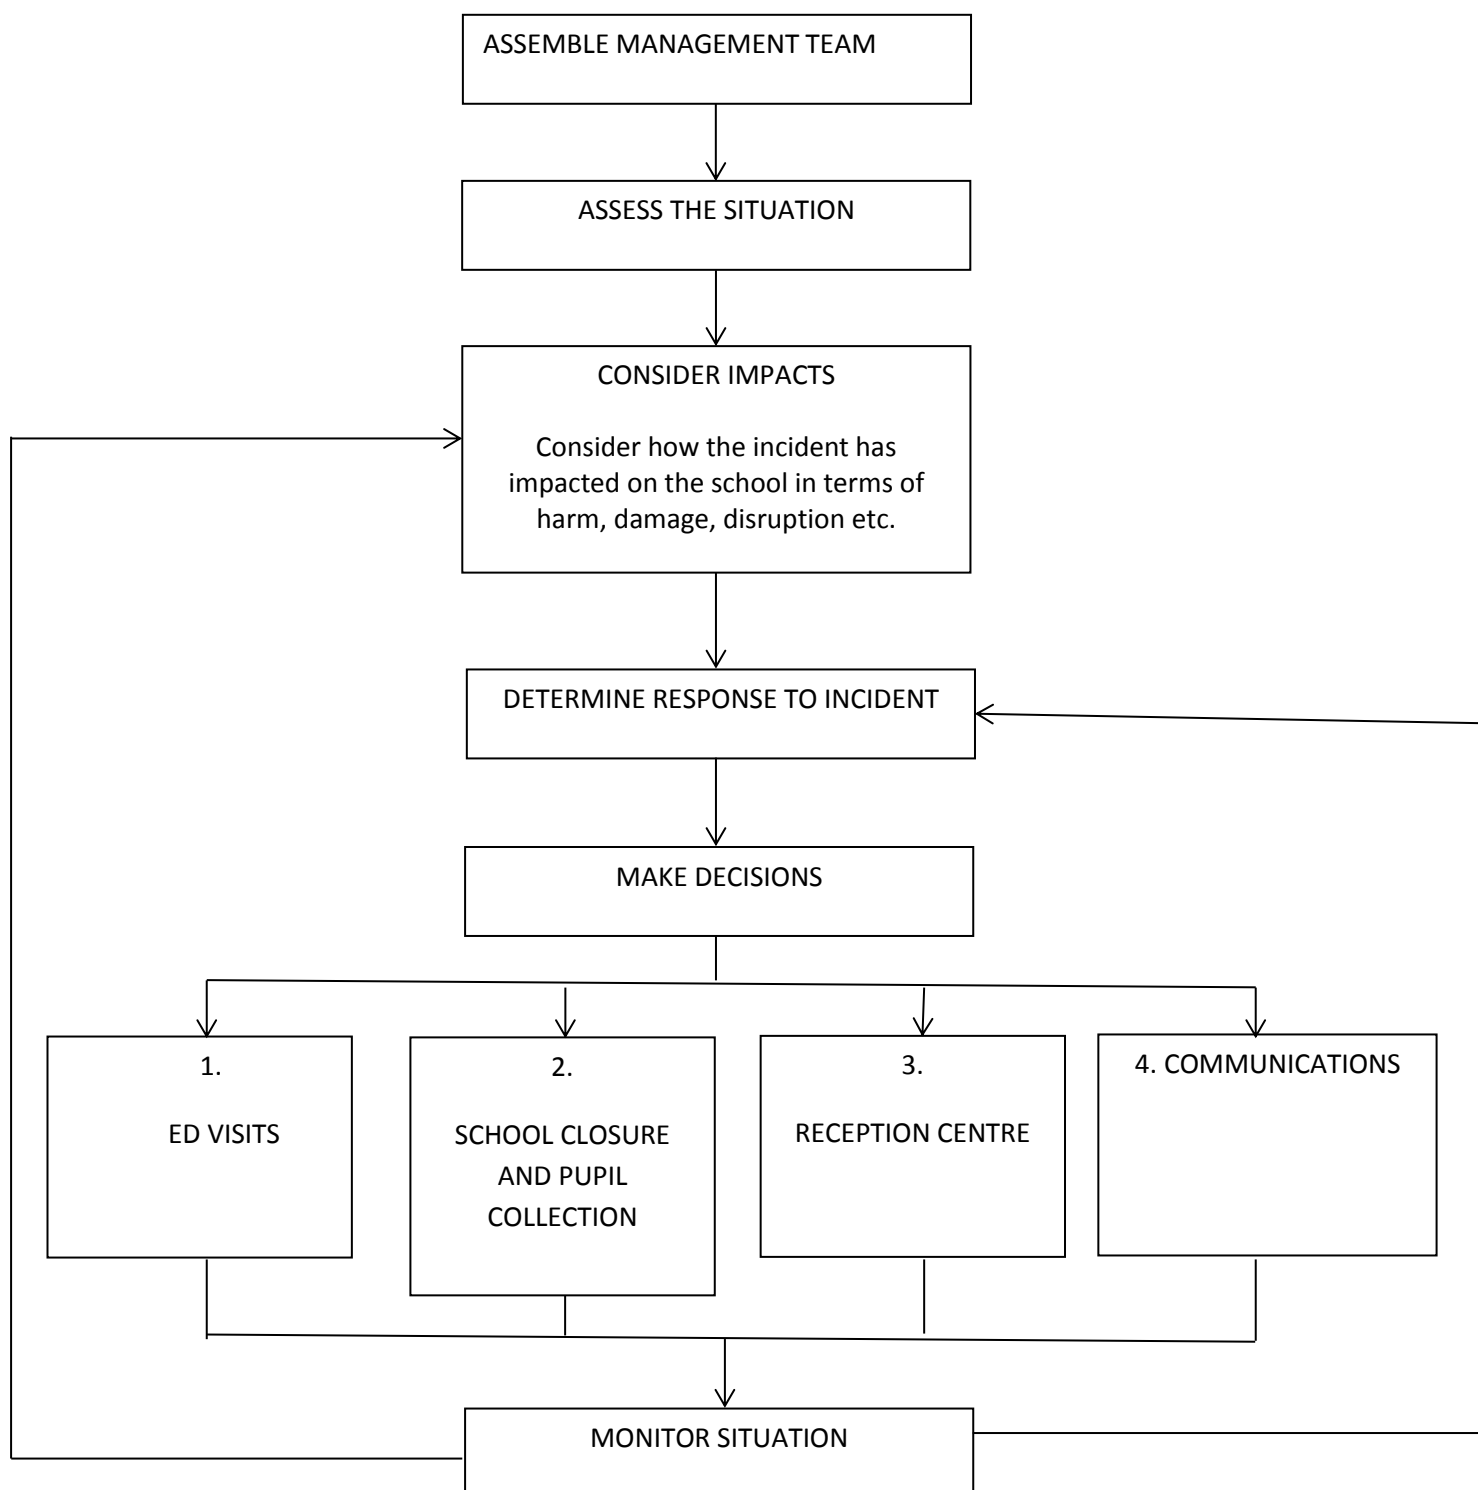 ASSEMBLE MANAGEMENT TEAM
ASSESS THE SITUATION
CONSIDER IMPACTS
Consider how the incident has
impacted on the school in terms of
harm, damage, disruption etc.
DETERMINE RESPONSE TO INCIDENT
MAKE DECISIONS
1.
ED VISITS
2.
SCHOOL CLOSURE
AND PUPIL
COLLECTION
3.
RECEPTION CENTRE
4. COMMUNICATIONS
MONITOR SITUATION